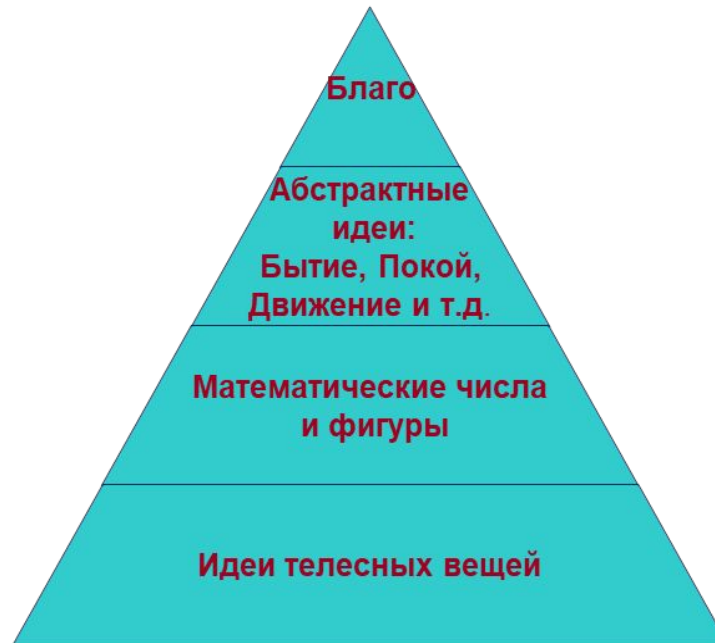 Благо
Абстрактные
идеи:
Бытие, Покой,
Движение и т.д.
Математические числа
и фигуры
Идеи телесных вещей